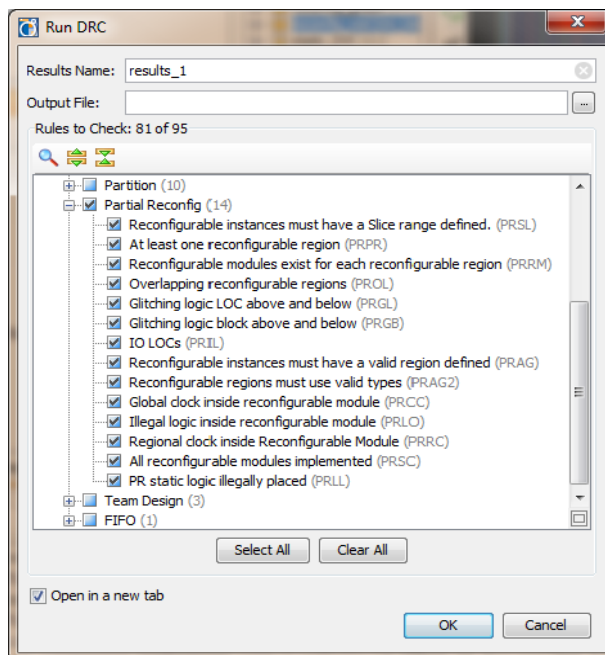 Run DRC
Results Name: results_1
Output File: ...
Rules to Check: 81 of 95
Partition (10)
Partial Reconfig (14)
Reconfigurable instances must have a Slice range defined. (PRSL)
At least one reconfigurable region (PRPR)
Reconfigurable modules exist for each reconfigurable region (PRRM)
Overlapping reconfigurable regions (PROL)
Glitching logic LOC above and below (PRGL)
Glitching logic block above and below (PRGB)
IO LOCs (PRIL)
Reconfigurable instances must have a valid region defined (PRAG)
Reconfigurable regions must use valid types (PRAG2)
Global clock inside reconfigurable module (PRCC)
Illegal logic inside reconfigurable module (PRLO)
Regional clock inside Reconfigurable Module (PRRC)
All reconfigurable modules implemented (PRSC)
PR static logic illegally placed (PRLL)
Team Design (3)
FIFO (1)
Select All Clear All
Open in a new tab
OK Cancel